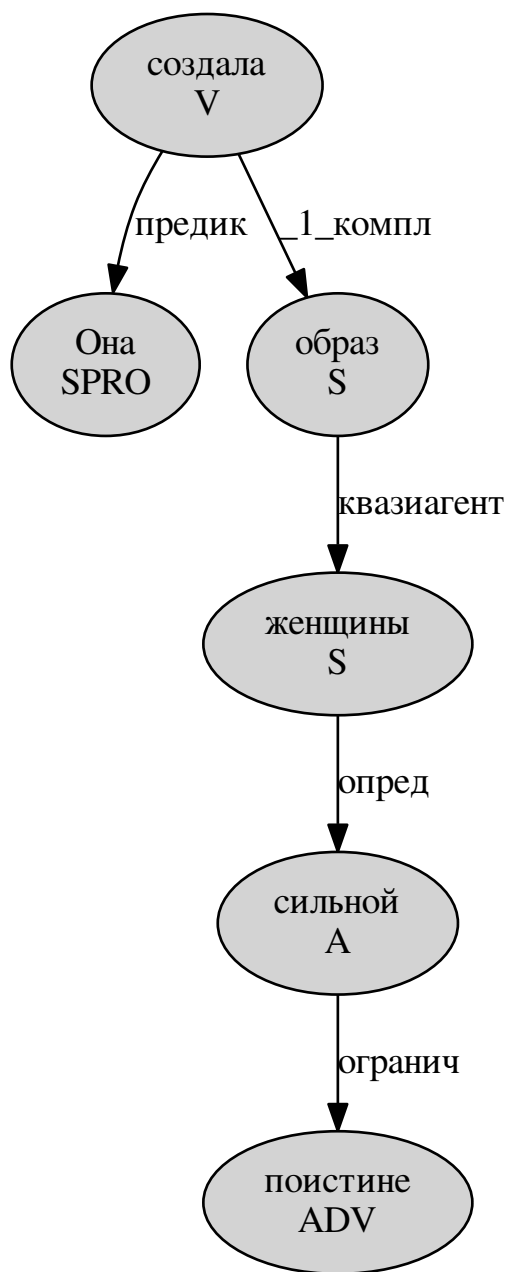 создала
V
предик
_1_компл
Она
SPRO
образ
S
квазиагент
женщины
S
опред
сильной
A
огранич
поистине
ADV